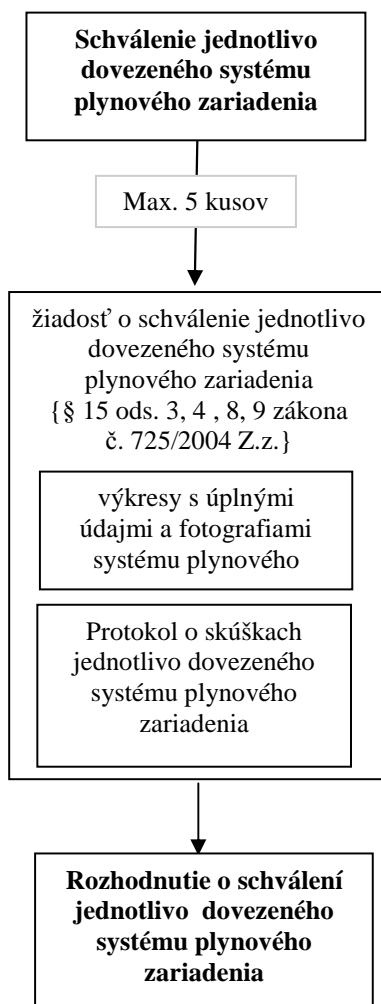 Schválenie jednotlivo
dovezeného systému
plynového zariadenia
Max. 5 kusov
žiadosť o schválenie jednotlivo
dovezeného systému
plynového zariadenia
{§ 15 ods. 3, 4 , 8, 9 zákona
č. 725/2004 Z.z.}
výkresy s úplnými
údajmi a fotografiami
systému plynového
Protokol o skúškach
jednotlivo dovezeného
systému plynového
zariadenia
Rozhodnutie o schválení
jednotlivo dovezeného
systému plynového
zariadenia